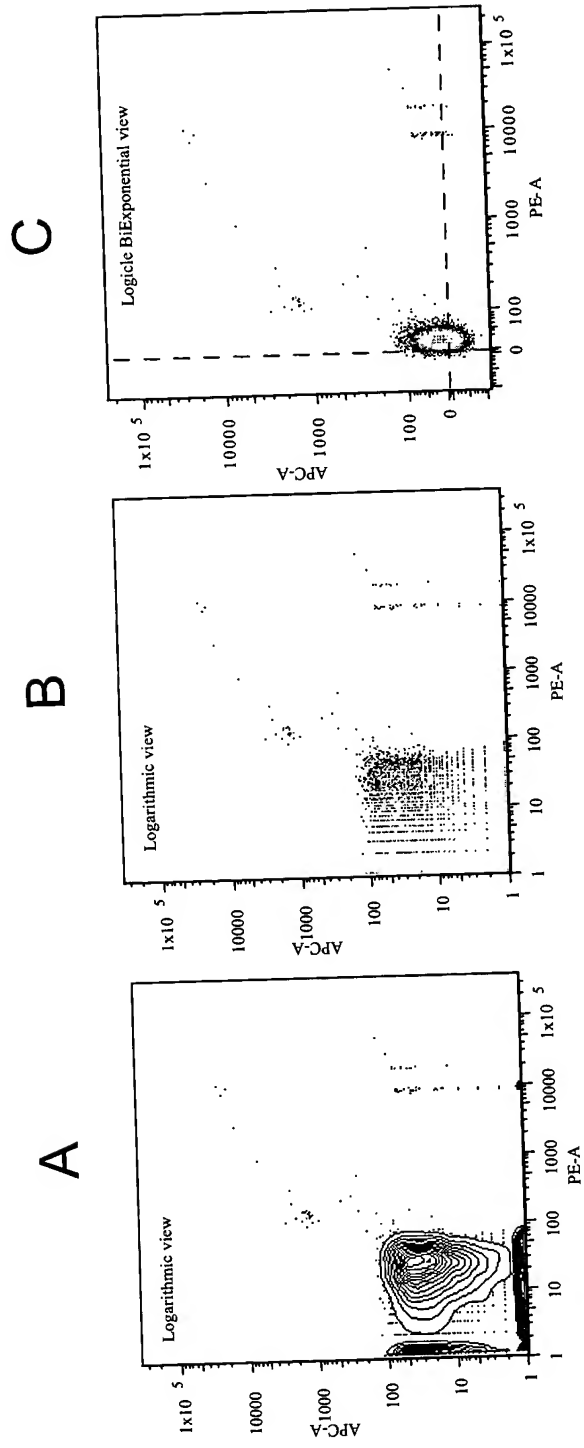 A
Logarithmic view
1x10 5
10000
1000
100
10
1
APC-A
1 10 100 1000 10000 1x10 5
PE-A
B
Logarithmic view
1x10 5
10000
1000
100
10
1
APC-A
1 10 100 1000 10000 1x10 5
PE-A
C
Logicle BiExponential view
1x10 5
10000
1000
100
0
APC-A
0 100 1000 10000 1x10 5
PE-A